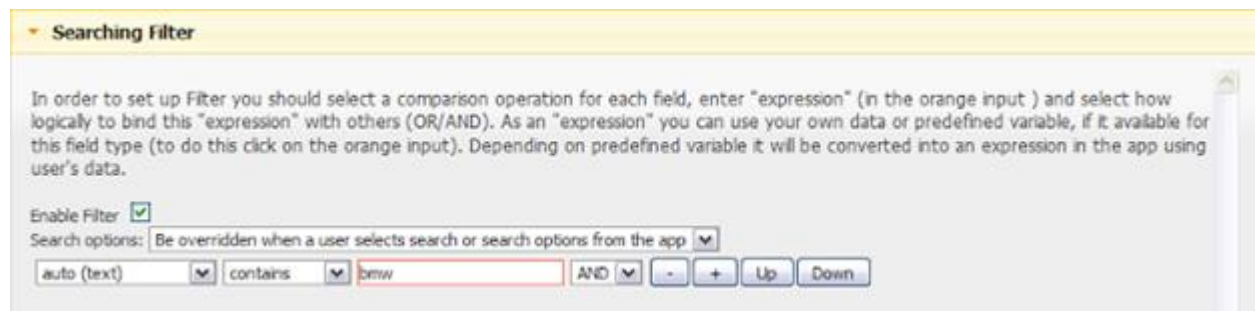 Searching Filter
In order to set up Filter you should select a comparison operation for each field, enter "expression" (in the orange input ) and select how
logically to bind this "expression" with others (OR/AND). As an "expression" you can use your own data or predefined variable, if it available for
this field type (to do this click on the orange input). Depending on predefined variable it will be converted into an expression in the app using
user's data.
Enable Filter
Search options: Be overridden when a user selects search or search options from the app
auto (text) contains bmw AND - + Up Down